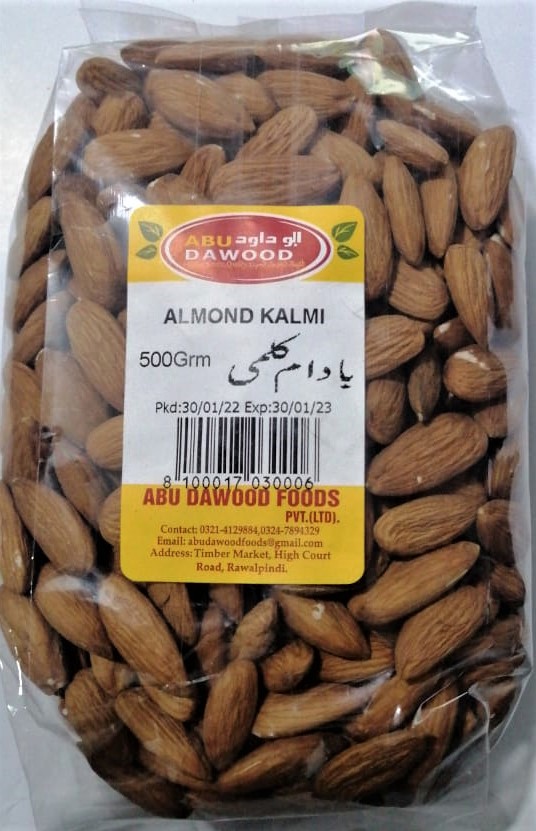 ABU ابو داود
DAWOOD
ALMOND KALMI
500Grm بادام کلمی
Pkd:30/01/22 Exp:30/01/23
8 100017 030006
ABU DAWOOD FOODS
PVT.(LTD).
Contact: 0321-4129884,0324-7894329
Email: abudawoodfoods@gmail.com
Address: Timber Market, High Court
Road, Rawalpindi.